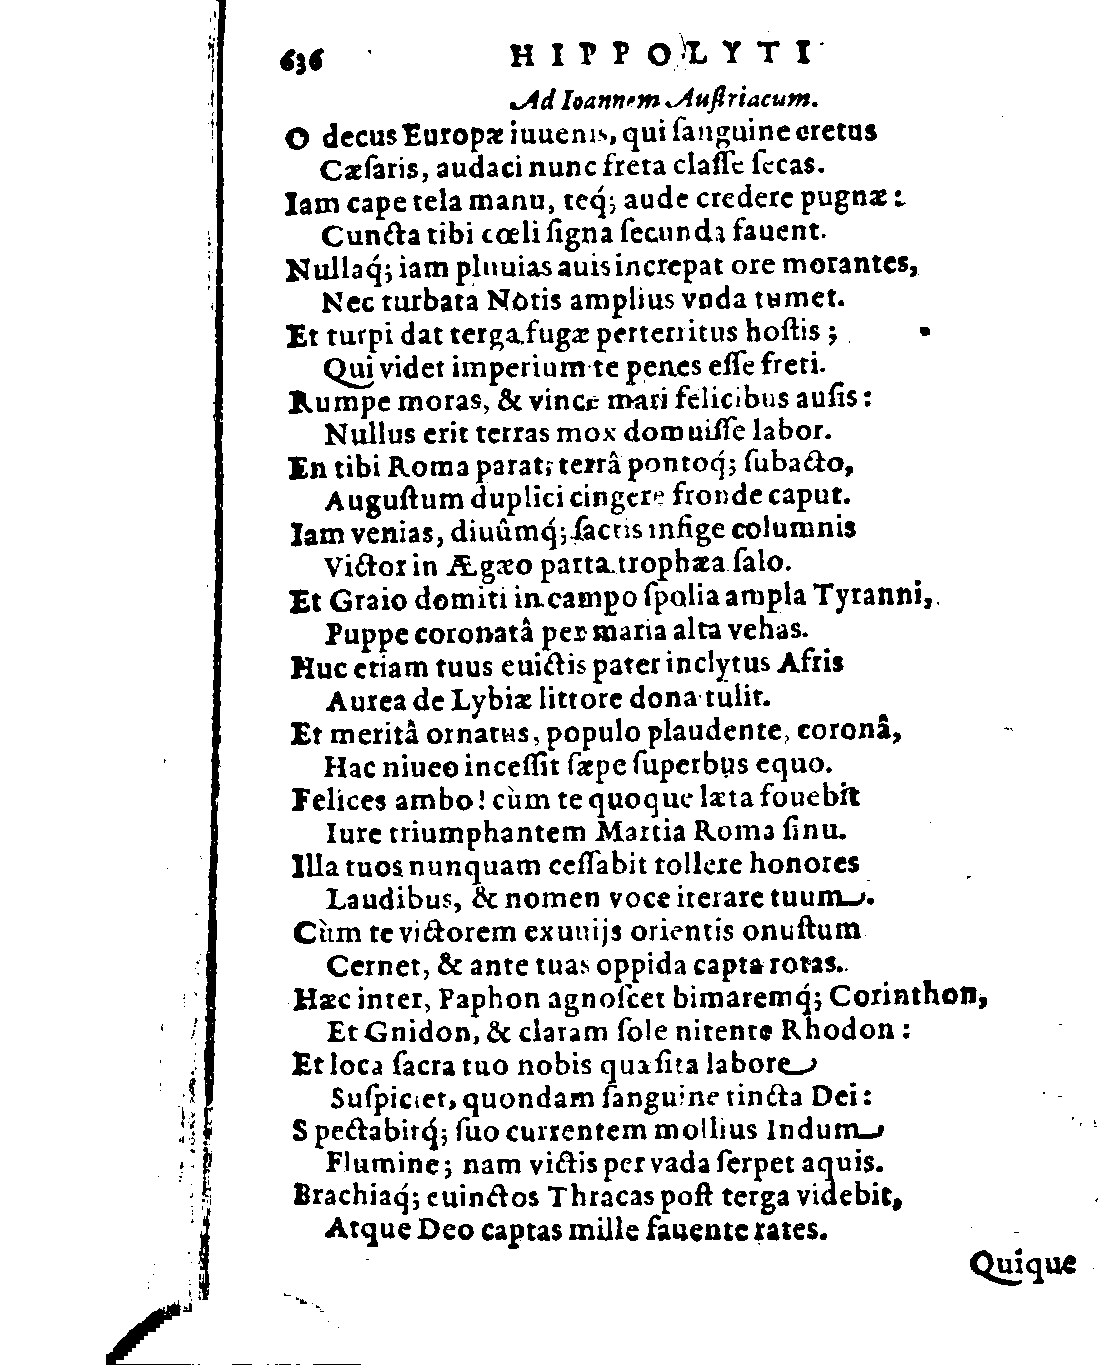 636 HIPPOLYTI
Ad Ioannem Auſtriacum.
O decus Europæ iuuenis, qui ſanguine cretus
Cæſaris, audaci nunc freta claſſe ſecas.
Iam cape tela manu, teq́; aude credere pugnæ:
Cuncta tibi cœli ſigna ſecunda fauent.
Nullaq́; iam pluuias auis increpat ore morantes,
Nec turbata Nòtis amplius vnda tumet.
Et turpi dat terga fugæ perterritus hoſtis;
Qui videt imperium te penes eſſe freti.
Rumpe moras, & vince mari felicibus auſis:
Nullus erit terras mox domuiſſe labor.
En tibi Roma parat, terrâ pontoq́; ſubacto,
Auguſtum duplici cingere fronde caput.
Iam venias, diuûmq́; ſacris infige columnis
Victor in Ægæo parta trophæa ſalo.
Et Graio domiti in campo ſpolia ampla Tyranni,
Puppe coronatâ per maria alta vehas.
Huc etiam tuus euictis pater inclytus Afris
Aurea de Lybiæ littore dona tulit.
Et meritâ ornatus, populo plaudente, coronâ,
Hac niueo inceſſit ſæpe ſuperbus equo.
Felices ambo! cùm te quoque læta fouebit
Iure triumphantem Martia Roma ſinu.
Illa tuos nunquam ceſſabit tollere honores
Laudibus, & nomen voce iterare tuum.
Cùm te victorem exuuijs orientis onuſtum
Cernet, & ante tuas oppida capta rotas.
Hæc inter, Paphon agnoſcet bimaremq́; Corinthon,
Et Gnidon, & claram ſole nitente Rhodon:
Et loca ſacra tuo nobis quæſita labore
Suſpiciet, quondam ſanguine tincta Dei:
Spectabitq́; ſuo currentem mollius Indum
Flumine; nam victis per vada ſerpet aquis.
Brachiaq́; euinctos Thracas poſt terga videbit,
Atque Deo captas mille fauente rates.
Quique